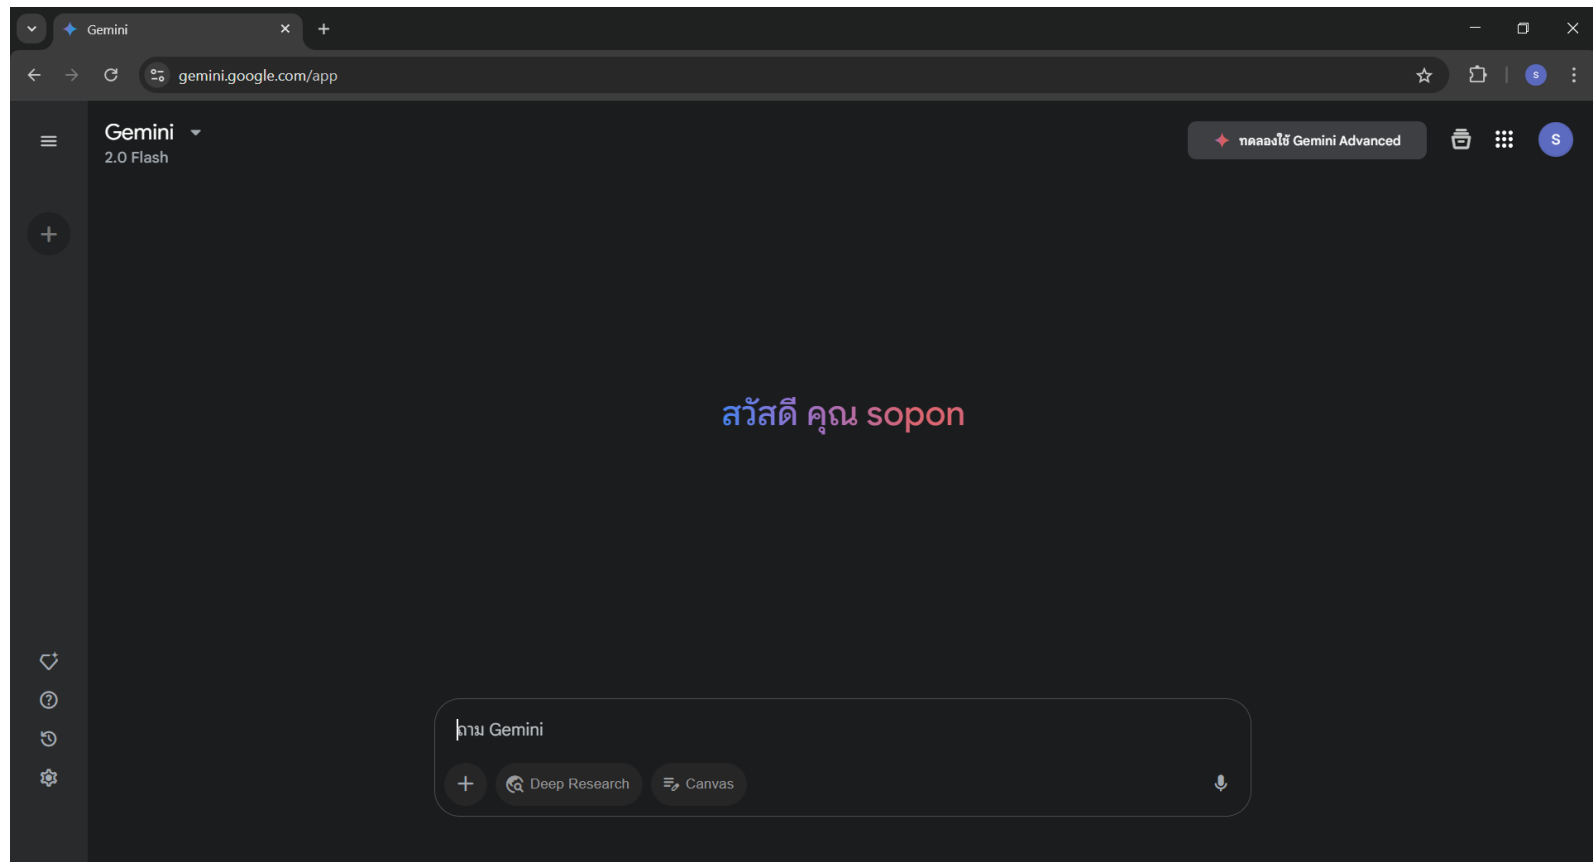 Gemini
gemini.google.com/app
S
Gemini
2.0 Flash
ทดลองใช้ Gemini Advanced
S
สวัสดี คุณ sopon
ถาม Gemini
Deep Research
Canvas